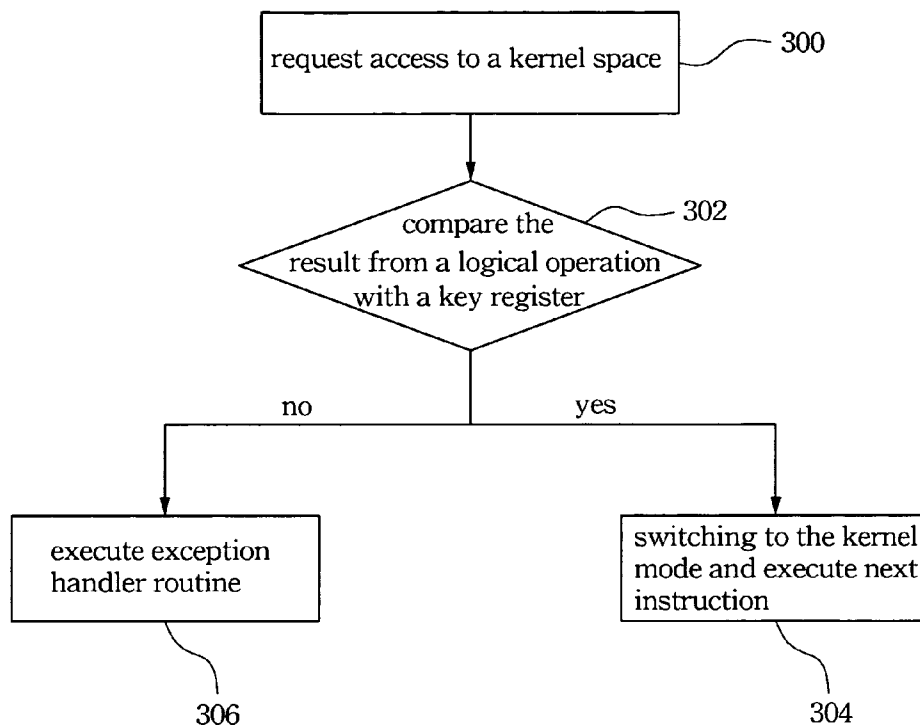 request access to a kernel space
300
302
compare the
result from a logical operation
with a key register
no
yes
execute exception
handler routine
switching to the kernel
mode and execute next
instruction
306
304